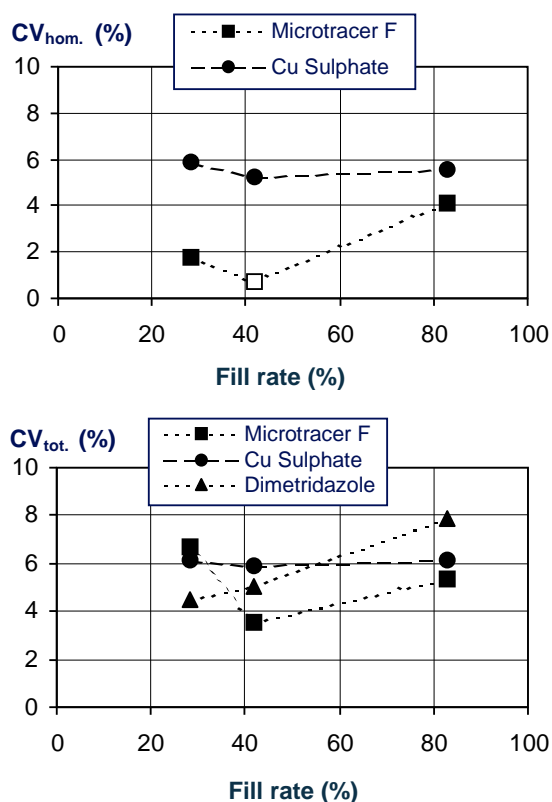 CVhom. (%)
Microtracer F
Cu Sulphate
10
8
6
4
2
0
0 20 40 60 80 100
Fill rate (%)
CVtot. (%)
Microtracer F
Cu Sulphate
Dimetridazole
10
8
6
4
2
0
0 20 40 60 80 100
Fill rate (%)